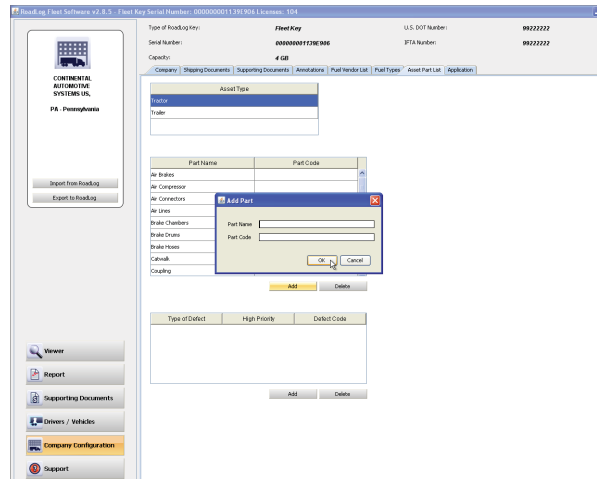 RoadLog Fleet Software v2.8.5 - Fleet Key Serial Number: 000000001139E906 Licenses: 104
Type of RoadLog Key: Fleet Key U.S. DOT Number: 99222222
Serial Number: 000000001139E906 IFTA Number: 99222222
Capacity: 4 GB
Company Shipping Documents Supporting Documents Annotations Fuel Vendor List Fuel Types Asset Part List Application
CONTINENTAL
AUTOMOTIVE
SYSTEMS US,
PA - Pennsylvania
Import from RoadLog
Export to RoadLog
Asset Type
Tractor
Trailer
Part Name Part Code
Air Brakes
Air Compressor
Air Connectors
Air Lines
Brake Chambers
Brake Drums
Brake Hoses
Catwalk
Coupling
Add Part
Part Name
Part Code
OK Cancel
Add Delete
Type of Defect High Priority Defect Code
Add Delete
Viewer
Report
Supporting Documents
Drivers / Vehicles
Company Configuration
Support